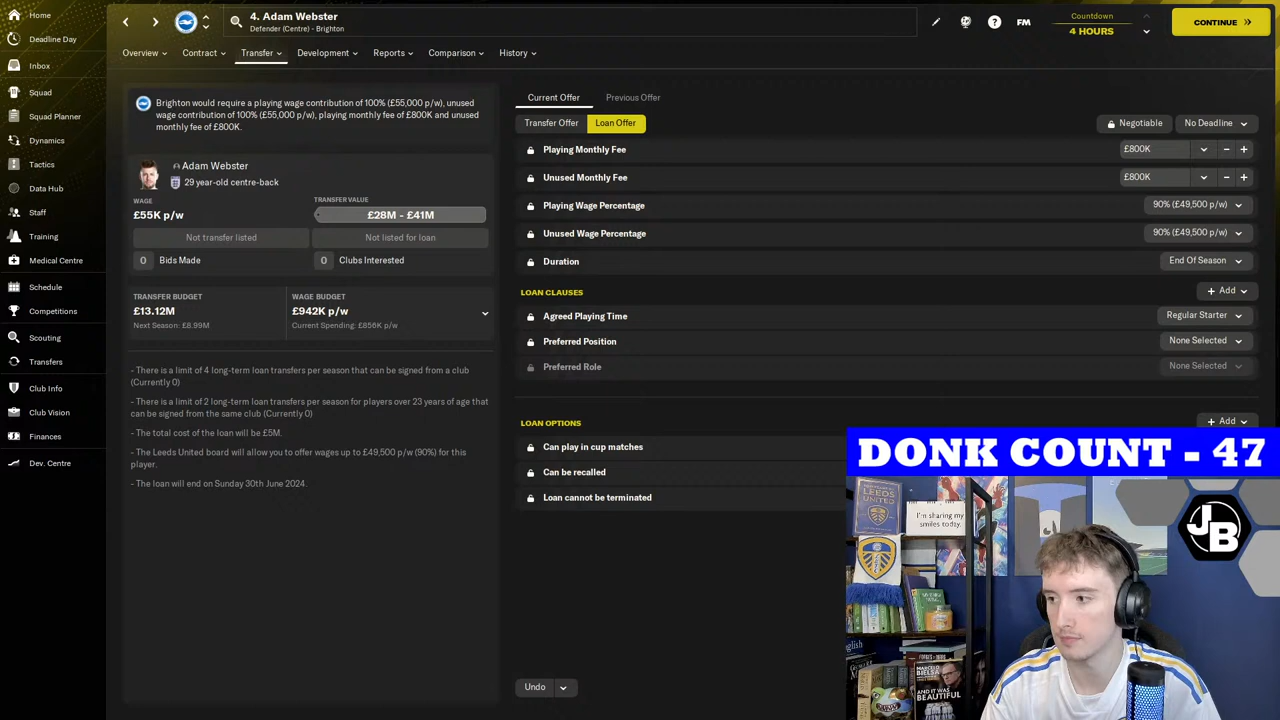 Home
Deadline Day
Inbox
Squad
Squad Planner
Dynamics
Tactics
Data Hub
Staff
Training
Medical Centre
Schedule
Competitions
Scouting
Transfers
Club Info
Club Vision
Finances
Dev. Centre
4. Adam Webster
Defender (Centre) - Brighton
FM
Countdown
4 HOURS
CONTINUE
Overview
Contract
Transfer
Development
Reports
Comparison
History
Brighton would require a playing wage contribution of 100% (£55,000 p/w), unused
wage contribution of 100% (£55,000 p/w), playing monthly fee of £800K and unused
monthly fee of £800K.
Adam Webster
29 year-old centre-back
WAGE
£55K p/w
TRANSFER VALUE
£28M - £41M
Not transfer listed
Not listed for loan
0 Bids Made
0 Clubs Interested
TRANSFER BUDGET
£13.12M
Next Season: £8.99M
WAGE BUDGET
£942K p/w
Current Spending: £856K p/w
- There is a limit of 4 long-term loan transfers per season that can be signed from a club
(Currently 0)
- There is a limit of 2 long-term loan transfers per season for players over 23 years of age that
can be signed from the same club (Currently 0)
- The total cost of the loan will be £5M.
- The Leeds United board will allow you to offer wages up to £49,500 p/w (90%) for this
player.
- The loan will end on Sunday 30th June 2024.
Current Offer
Previous Offer
Transfer Offer
Loan Offer
Negotiable
No Deadline
Playing Monthly Fee £800K
Unused Monthly Fee £800K
Playing Wage Percentage 90% (£49,500 p/w)
Unused Wage Percentage 90% (£49,500 p/w)
Duration End Of Season
LOAN CLAUSES
Add
Agreed Playing Time Regular Starter
Preferred Position None Selected
Preferred Role None Selected
LOAN OPTIONS
Add
Can play in cup matches
Can be recalled
Loan cannot be terminated
Undo
DONK COUNT - 47
LEEDS
UNITED
I'm sharing my
smiles today.
JB
MARCELO
BIELSA
AND IT WAS
BEAUTIFUL